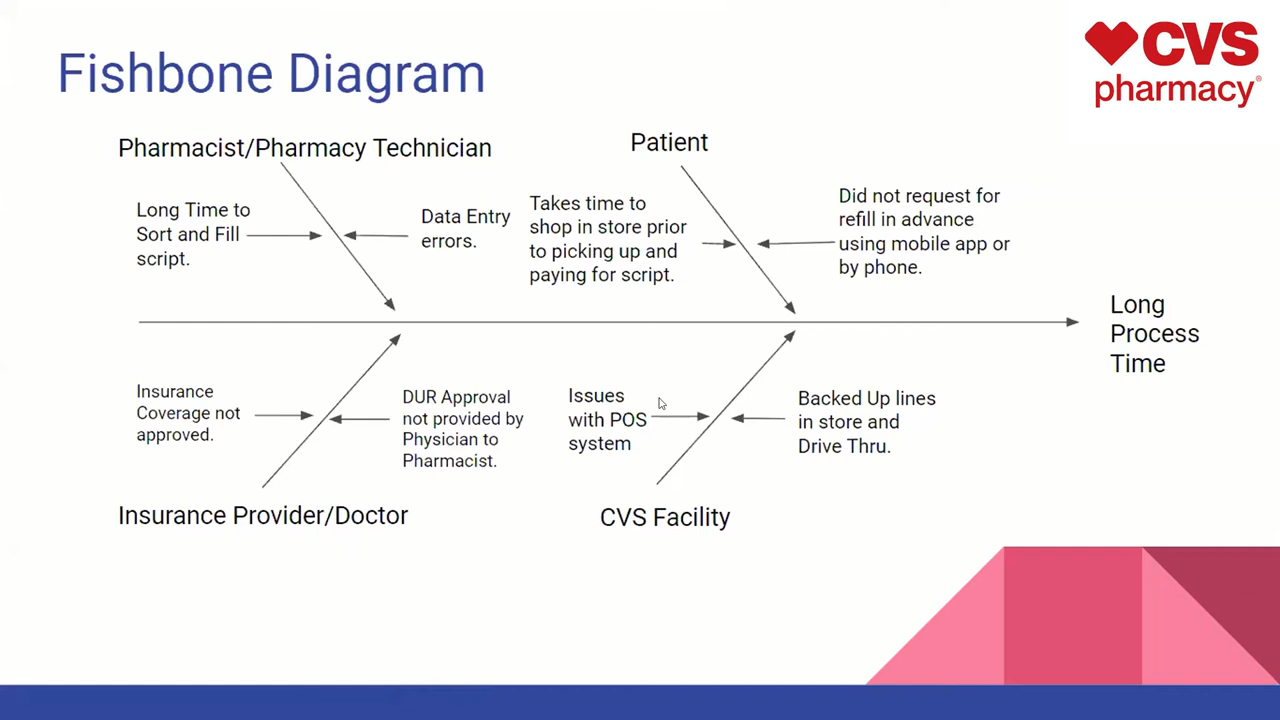 Fishbone Diagram
CVS
pharmacy®
Pharmacist/Pharmacy Technician
Patient
Long Time to
Sort and Fill
script.
Data Entry
errors.
Takes time to
shop in store prior
to picking up and
paying for script.
Did not request for
refill in advance
using mobile app or
by phone.
Long
Process
Time
Insurance
Coverage not
approved.
DUR Approval
not provided by
Physician to
Pharmacist.
Issues
with POS
system
Backed Up lines
in store and
Drive Thru.
Insurance Provider/Doctor
CVS Facility